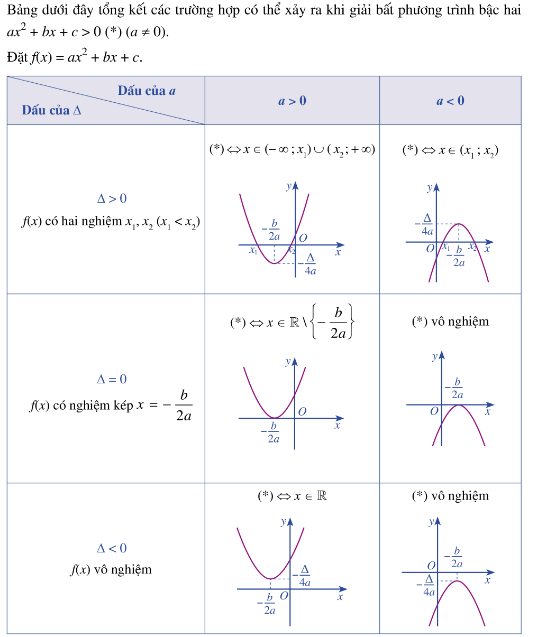 Bảng dưới đây tổng kết các trường hợp có thể xảy ra khi giải bất phương trình bậc hai
ax² + bx + c > 0 (*) (a ≠ 0).
Đặt f(x) = ax² + bx + c.
Dấu của a
Dấu của Δ
a > 0
a < 0
Δ > 0
f(x) có hai nghiệm x₁, x₂ (x₁ < x₂)
(*) ⇔ x ∈ (−∞; x₁) ∪ (x₂; +∞)
y
−b/2a
O
x₁
x₂
x
−Δ/4a
(*) ⇔ x ∈ (x₁; x₂)
y
−Δ/4a
O
x₁
x₂
x
−b/2a
Δ = 0
f(x) có nghiệm kép x = −b/2a
(*) ⇔ x ∈ ℝ \ {−b/2a}
y
O
x
−b/2a
(*) vô nghiệm
y
−b/2a
O
x
Δ < 0
f(x) vô nghiệm
(*) ⇔ x ∈ ℝ
y
−Δ/4a
−b/2a
O
x
(*) vô nghiệm
y
−b/2a
O
x
−Δ/4a